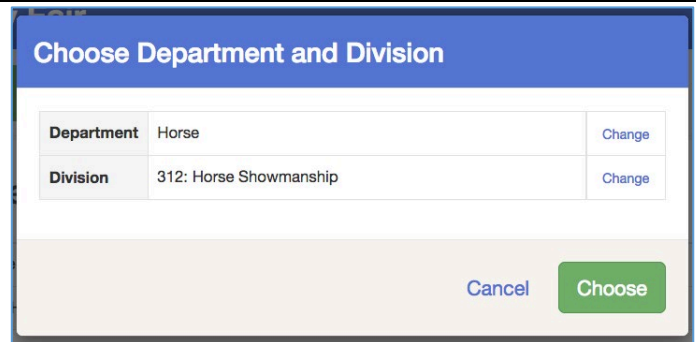 Choose Department and Division
Department Horse Change
Division 312: Horse Showmanship Change
Cancel Choose